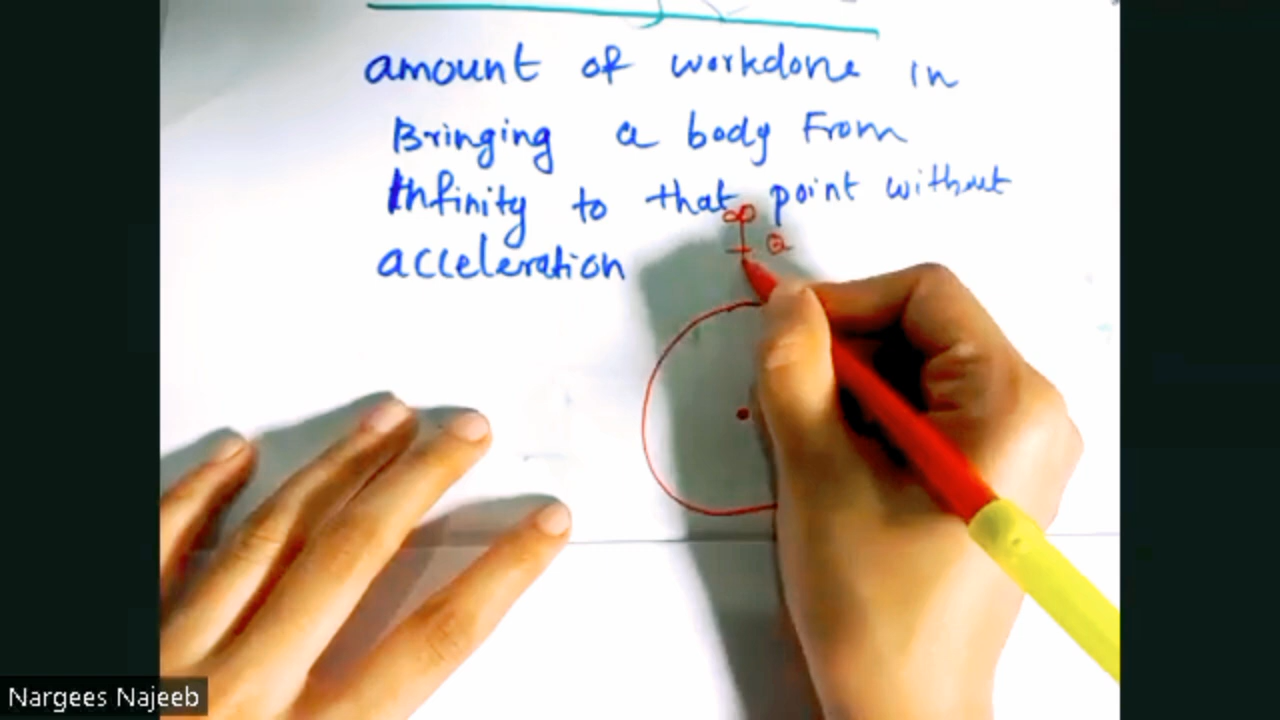 amount of workdone in
Bringing a body From
Infinity to that point without
acceleration
∞
Nargees Najeeb